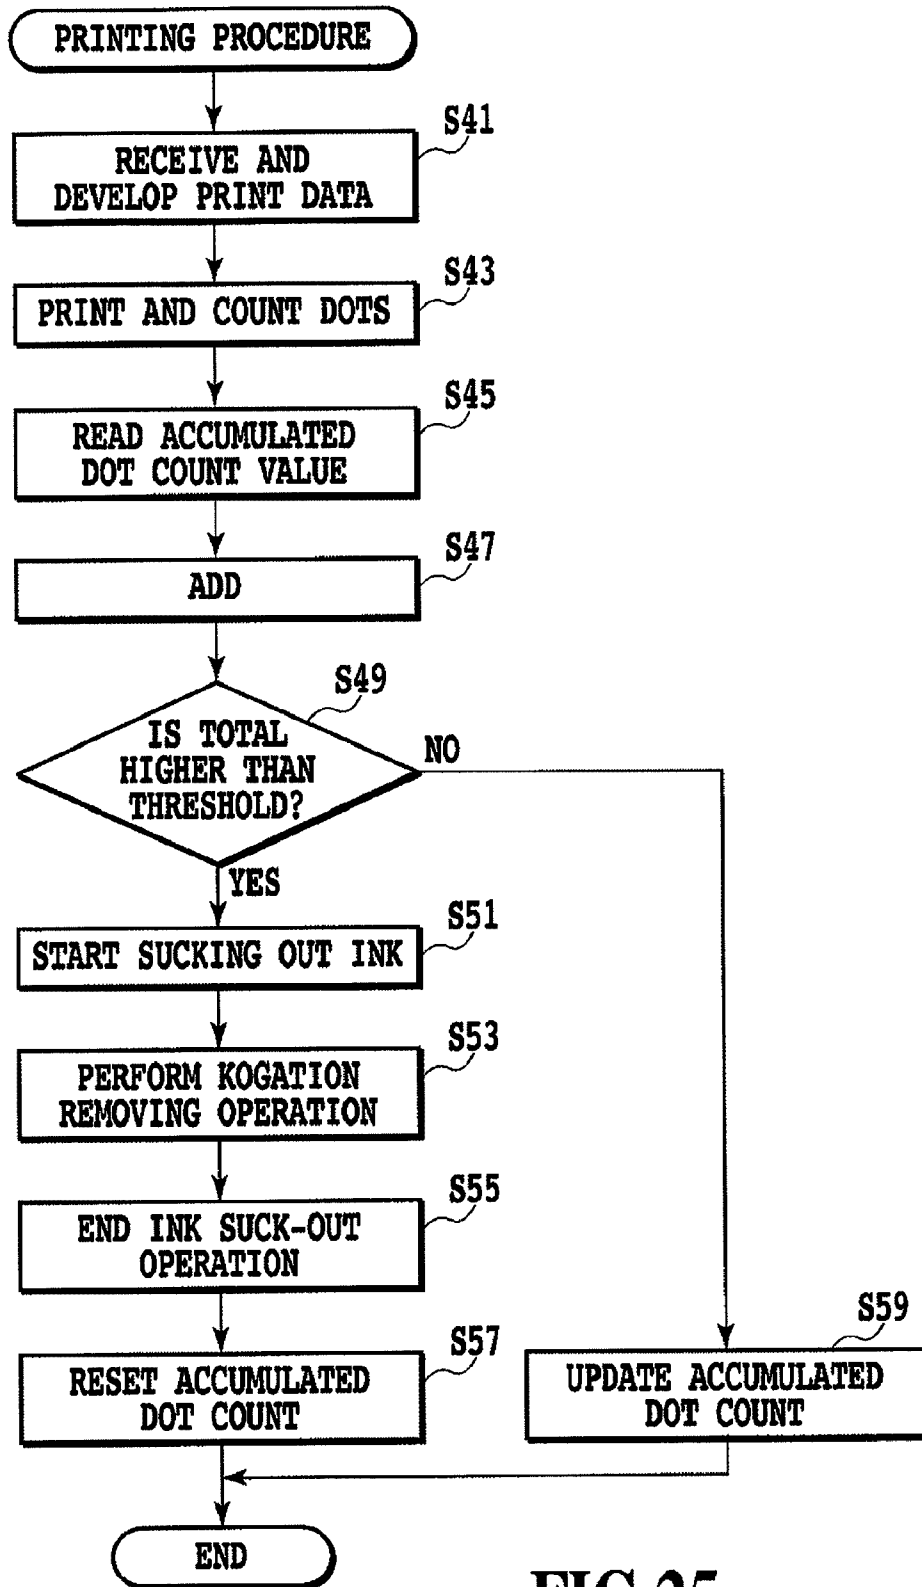 PRINTING PROCEDURE
S41
RECEIVE AND
DEVELOP PRINT DATA
S43
PRINT AND COUNT DOTS
S45
READ ACCUMULATED
DOT COUNT VALUE
S47
ADD
S49
IS TOTAL
HIGHER THAN
THRESHOLD?
NO
YES
S51
START SUCKING OUT INK
S53
PERFORM KOGATION
REMOVING OPERATION
S55
END INK SUCK-OUT
OPERATION
S57
RESET ACCUMULATED
DOT COUNT
S59
UPDATE ACCUMULATED
DOT COUNT
END
FIG.25